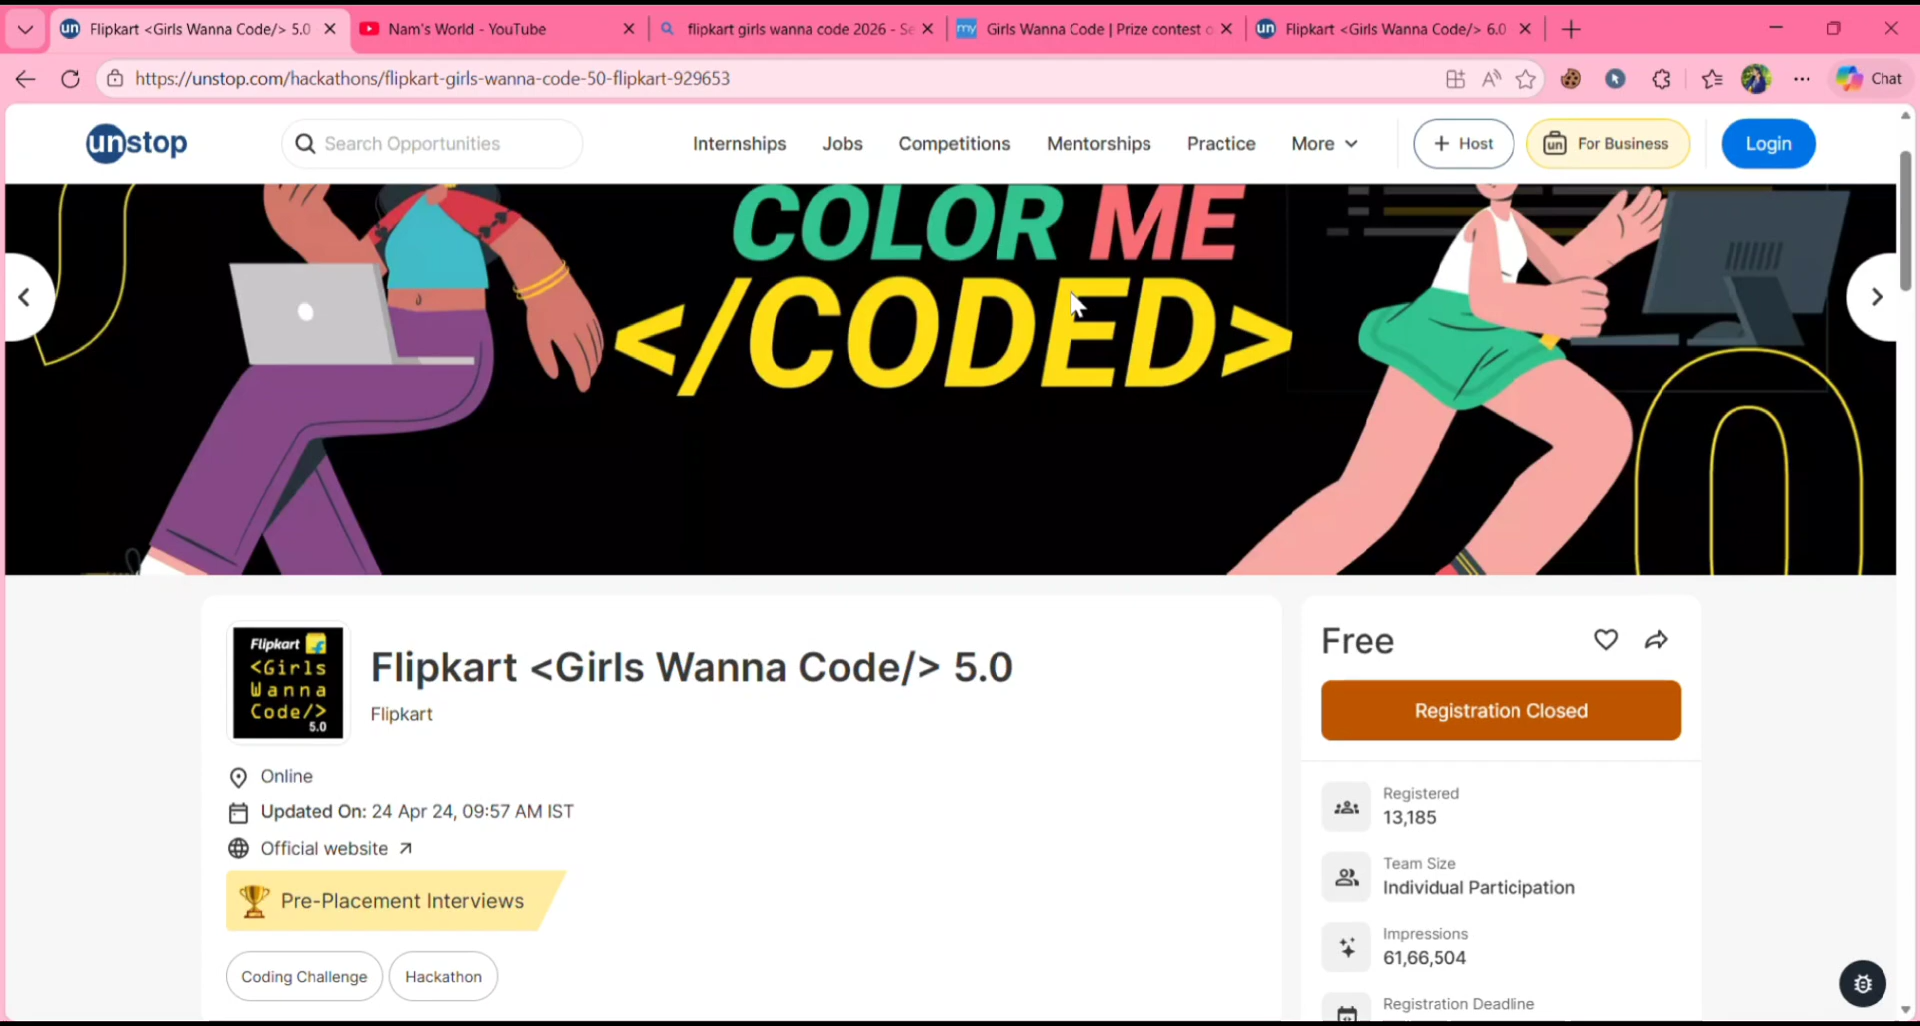 Flipkart <Girls Wanna Code/> 5.0
Nam's World - YouTube
flipkart girls wanna code 2026 - Se
my
Girls Wanna Code | Prize contest o
un
Flipkart <Girls Wanna Code/> 6.0
https://unstop.com/hackathons/flipkart-girls-wanna-code-50-flipkart-929653
Chat
unstop
Search Opportunities
Internships
Jobs
Competitions
Mentorships
Practice
More
+ Host
un
For Business
Login
COLOR ME
</CODED>
Flipkart
<Girls
Wanna
Code/>
5.0
Flipkart <Girls Wanna Code/> 5.0
Flipkart
Online
Updated On: 24 Apr 24, 09:57 AM IST
Official website
Pre-Placement Interviews
Coding Challenge
Hackathon
Free
Registration Closed
Registered
13,185
Team Size
Individual Participation
Impressions
61,66,504
Registration Deadline